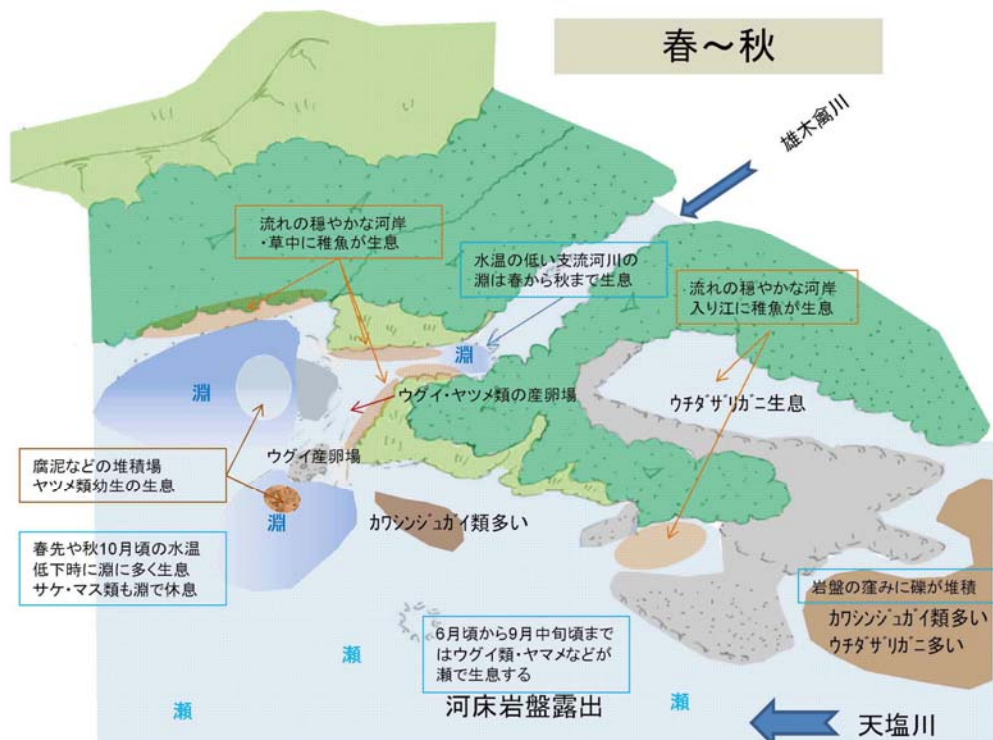 春～秋
雄木禽川
流れの穏やかな河岸
・草中に稚魚が生息
水温の低い支流河川の
淵は春から秋まで生息
流れの穏やかな河岸
入り江に稚魚が生息
淵
淵
ウグイ・ヤツメ類の産卵場
ウチダザリガニ生息
ウグイ産卵場
腐泥などの堆積場
ヤツメ類幼生の生息
淵
カワシンジュガイ類多い
春先や秋10月頃の水温
低下時に淵に多く生息
サケ・マス類も淵で休息
岩盤の窪みに礫が堆積
カワシンジュガイ類多い
ウチダザリガニ多い
6月頃から9月中旬頃まで
はウグイ類・ヤマメなどが
瀬で生息する
瀬
瀬
瀬
河床岩盤露出
天塩川